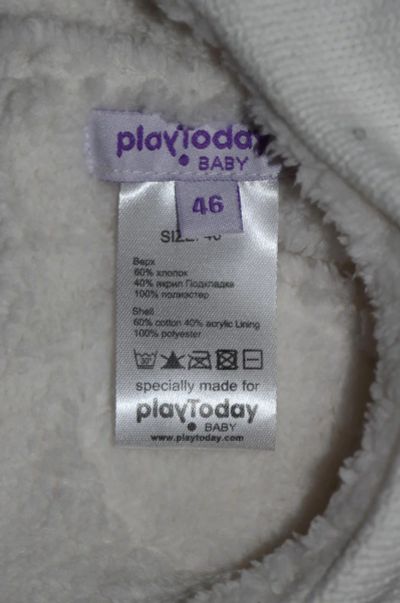 playToday
BABY
46
SIZE: 46
Верх
60% хлопок
40% акрил Подкладка
100% полиэстер
Shell
60% cotton 40% acrylic Lining
100% polyester
30°
specially made for
playToday
BABY
www.playtoday.com